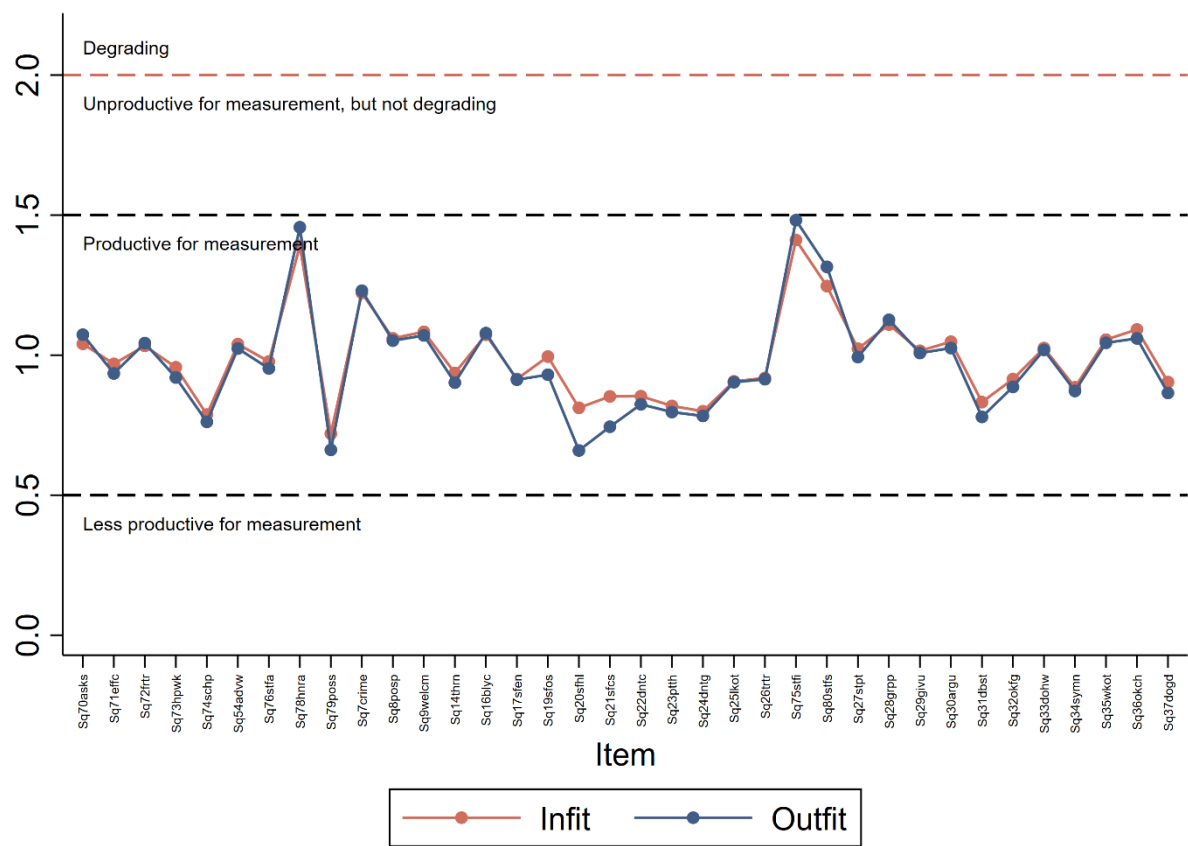 Degrading
2.0
Unproductive for measurement, but not degrading
1.5
Productive for measurement
1.0
0.5
Less productive for measurement
0.0
Sq70asks
Sq71effc
Sq72frtr
Sq73hpwk
Sq74schp
Sq54advw
Sq76stfa
Sq78hnra
Sq79poss
Sq7crime
Sq8posp
Sq9welcm
Sq14thrn
Sq16blyc
Sq17sfen
Sq19sfos
Sq20sfhl
Sq21sfcs
Sq22dntc
Sq23ptth
Sq24dntg
Sq25lkot
Sq26trtr
Sq75stfi
Sq80stfs
Sq27stpt
Sq28grpp
Sq29givu
Sq30argu
Sq31dbst
Sq32okfg
Sq33dohw
Sq34symn
Sq35wkot
Sq36okch
Sq37dogd
Item
Infit
Outfit